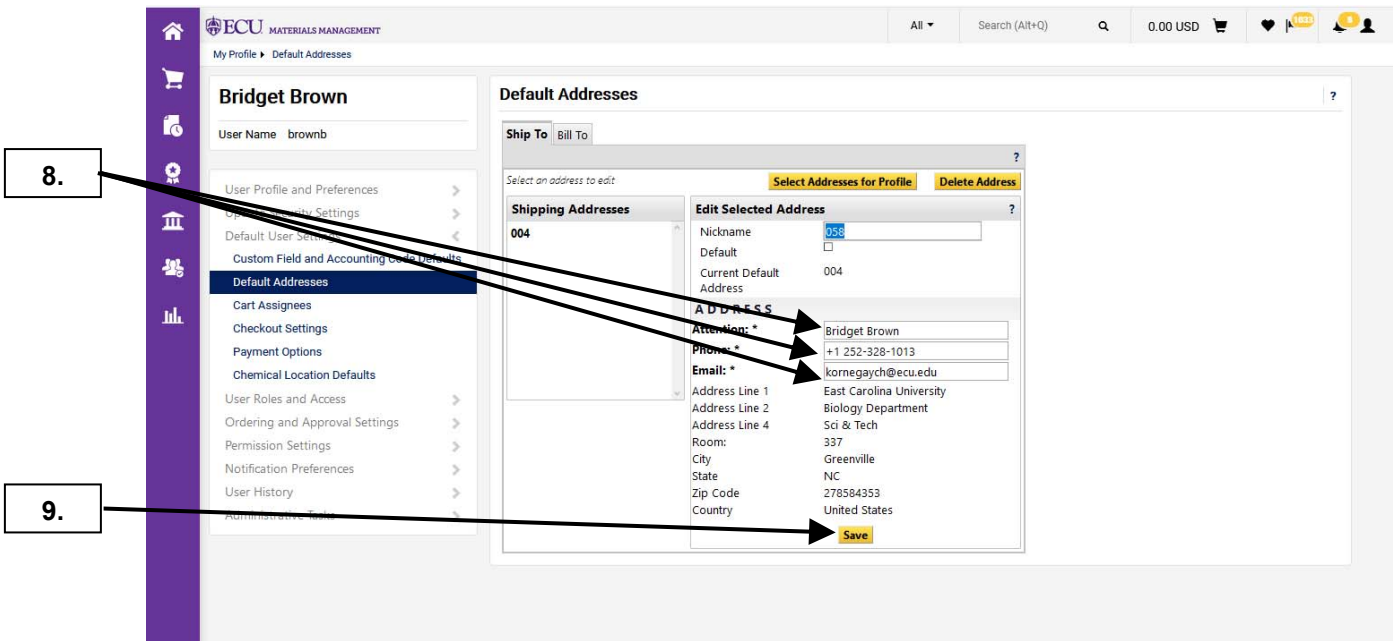 ECU MATERIALS MANAGEMENT
All
Search (Alt+Q)
0.00 USD
1033
8
My Profile Default Addresses
Bridget Brown
User Name brownb
8.
User Profile and Preferences
Security Settings
Default User Settings
Custom Field and Accounting Code Defaults
Default Addresses
Cart Assignees
Checkout Settings
Payment Options
Chemical Location Defaults
User Roles and Access
Ordering and Approval Settings
Permission Settings
Notification Preferences
User History
Administrative Tasks
9.
Default Addresses
?
Ship To Bill To
?
Select an address to edit
Select Addresses for Profile
Delete Address
Shipping Addresses
004
Edit Selected Address ?
Nickname 058
Default
Current Default Address 004
ADDRESS
Attention: * Bridget Brown
Phone: * +1 252-328-1013
Email: * kornegaych@ecu.edu
Address Line 1 East Carolina University
Address Line 2 Biology Department
Address Line 4 Sci & Tech
Room: 337
City Greenville
State NC
Zip Code 278584353
Country United States
Save